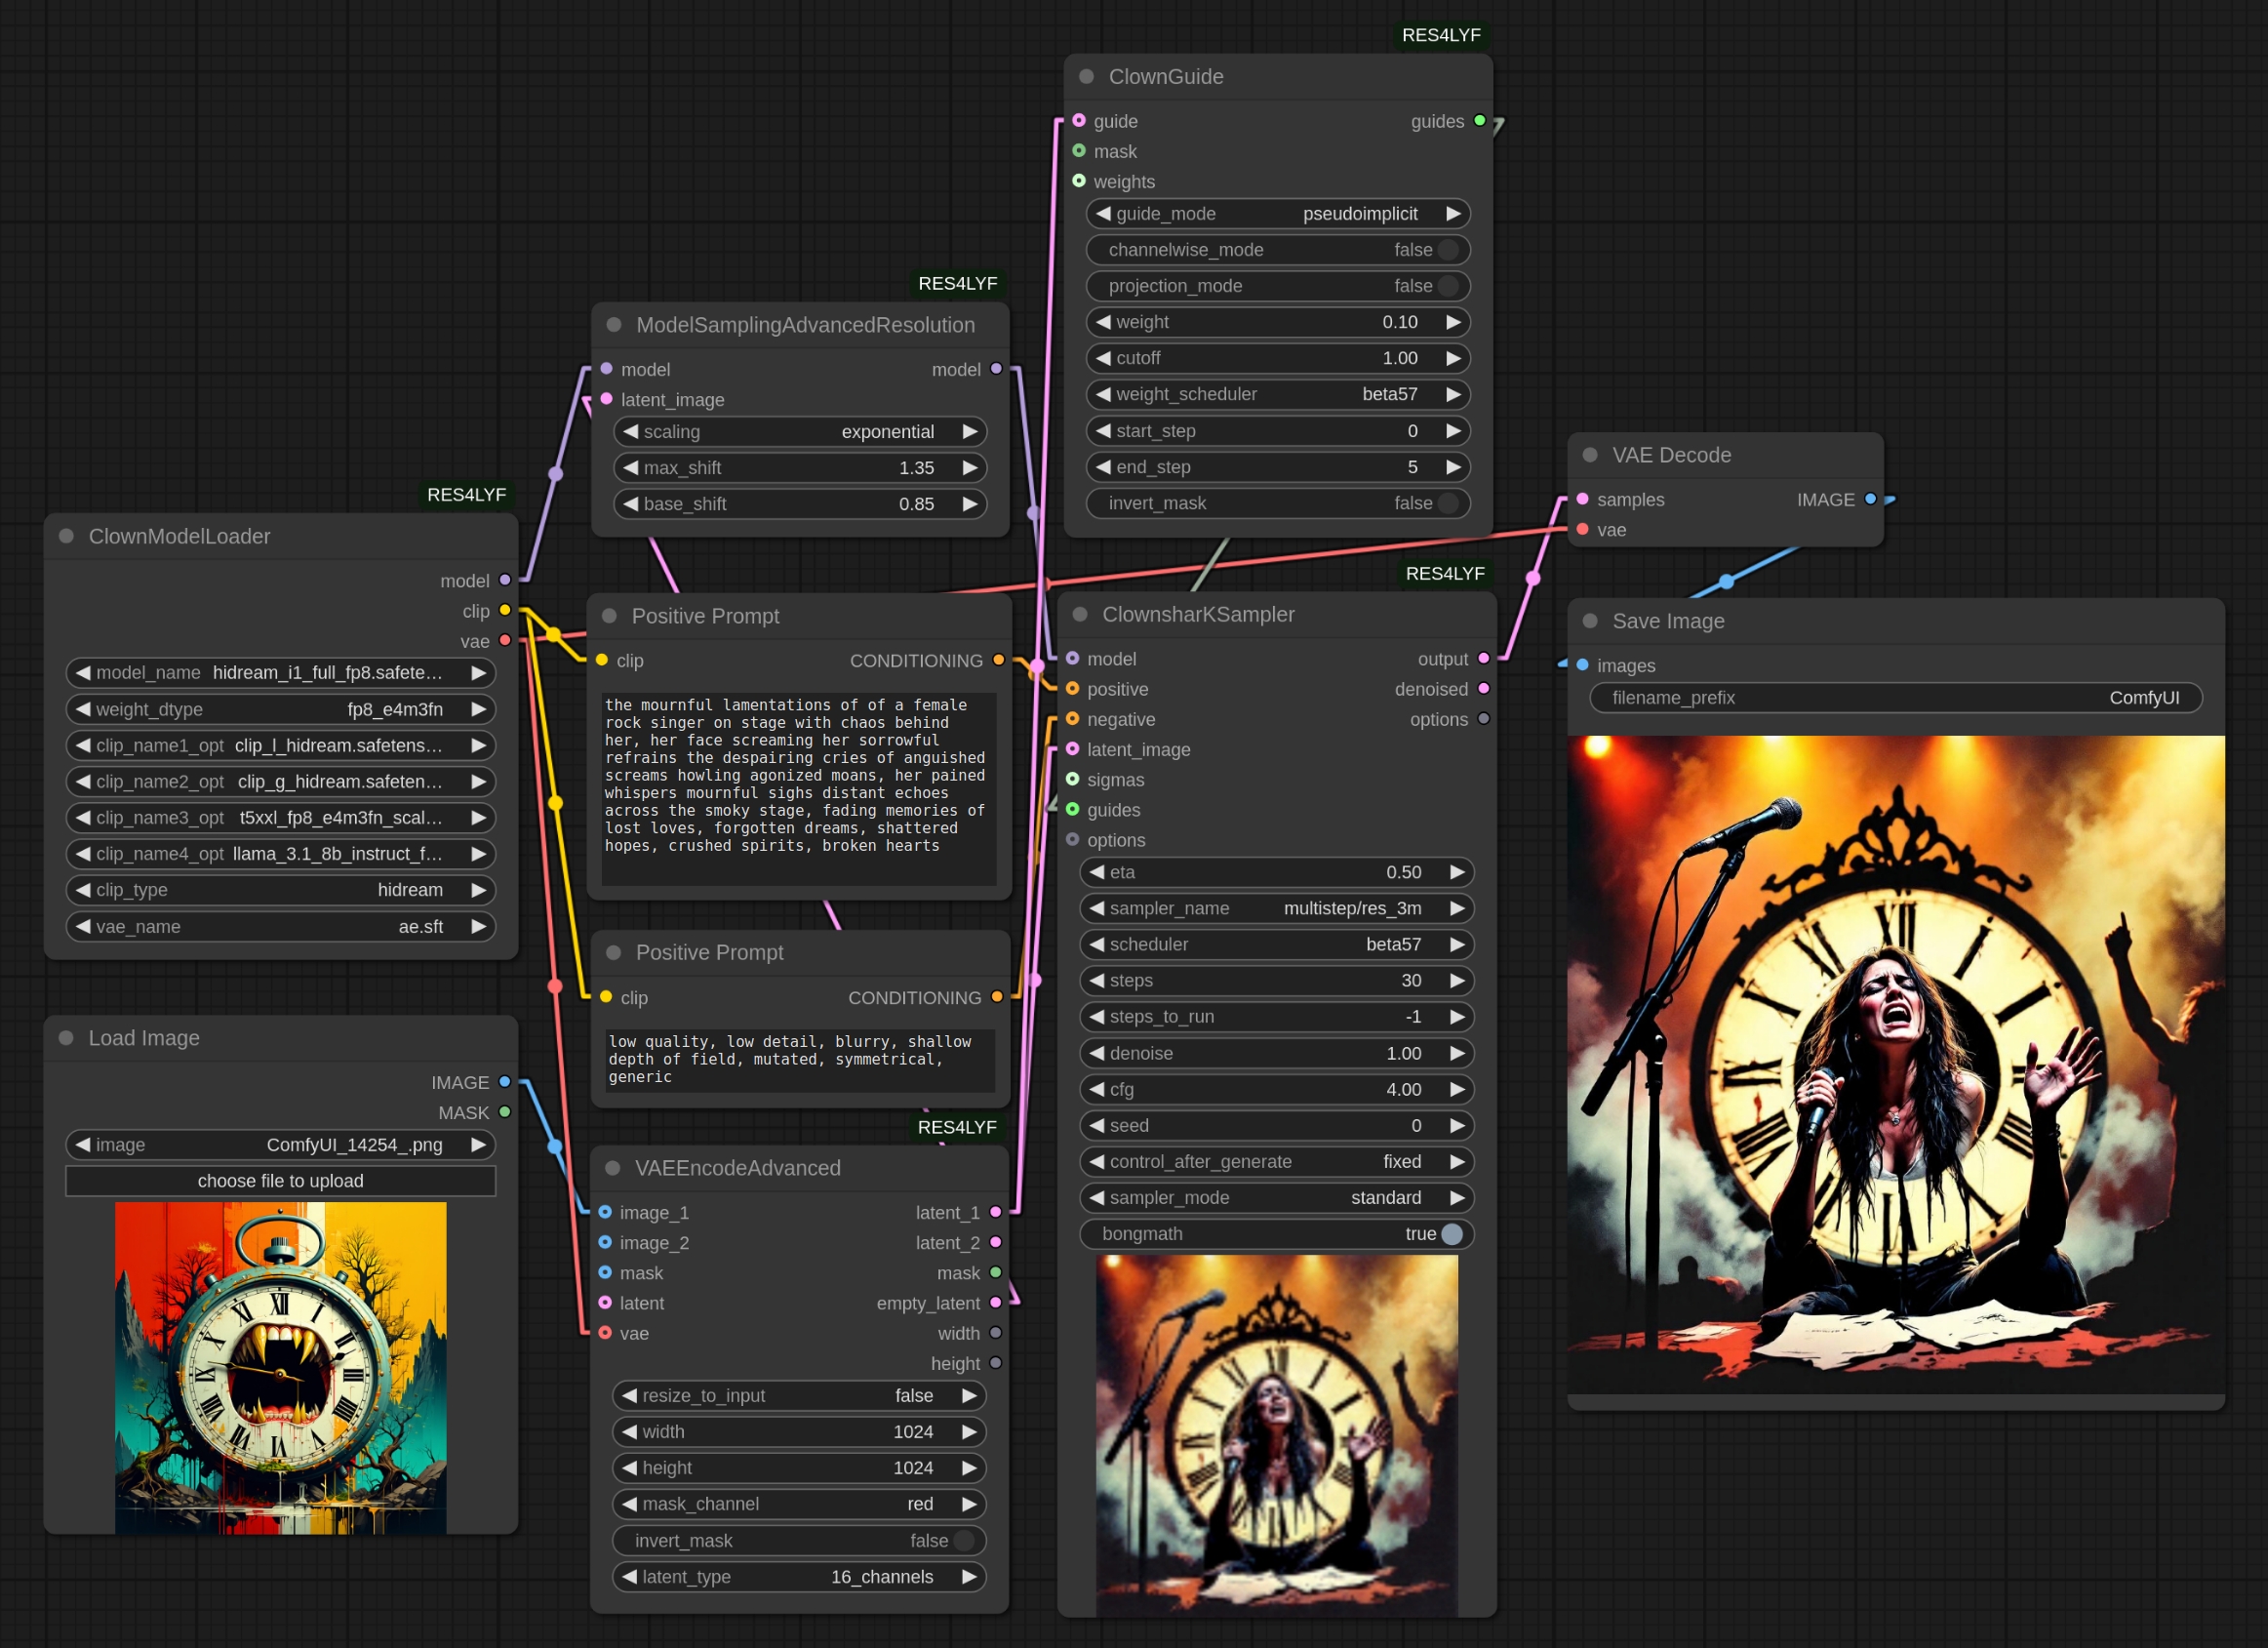 RES4LYF
ClownModelLoader
model
clip
vae
model_name hidream_i1_full_fp8.safete…
weight_dtype fp8_e4m3fn
clip_name1_opt clip_l_hidream.safetens…
clip_name2_opt clip_g_hidream.safeten…
clip_name3_opt t5xxl_fp8_e4m3fn_scal…
clip_name4_opt llama_3.1_8b_instruct_f…
clip_type hidream
vae_name ae.sft
Load Image
IMAGE
MASK
image ComfyUI_14254_.png
choose file to upload
XII
I
III
VI
IX
X
XI
RES4LYF
ModelSamplingAdvancedResolution
model model
latent_image
scaling exponential
max_shift 1.35
base_shift 0.85
Positive Prompt
clip CONDITIONING
the mournful lamentations of of a female
rock singer on stage with chaos behind
her, her face screaming her sorrowful
refrains the despairing cries of anguished
screams howling agonized moans, her pained
whispers mournful sighs distant echoes
across the smoky stage, fading memories of
lost loves, forgotten dreams, shattered
hopes, crushed spirits, broken hearts
Positive Prompt
clip CONDITIONING
low quality, low detail, blurry, shallow
depth of field, mutated, symmetrical,
generic
RES4LYF
VAEEncodeAdvanced
image_1 latent_1
image_2 latent_2
mask mask
latent empty_latent
vae width
height
resize_to_input false
width 1024
height 1024
mask_channel red
invert_mask false
latent_type 16_channels
RES4LYF
ClownGuide
guide guides
mask
weights
guide_mode pseudoimplicit
channelwise_mode false
projection_mode false
weight 0.10
cutoff 1.00
weight_scheduler beta57
start_step 0
end_step 5
invert_mask false
RES4LYF
ClownsharKSampler
model output
positive denoised
negative options
latent_image
sigmas
guides
options
eta 0.50
sampler_name multistep/res_3m
scheduler beta57
steps 30
steps_to_run -1
denoise 1.00
cfg 4.00
seed 0
control_after_generate fixed
sampler_mode standard
bongmath true
VAE Decode
samples IMAGE
vae
Save Image
images
filename_prefix ComfyUI